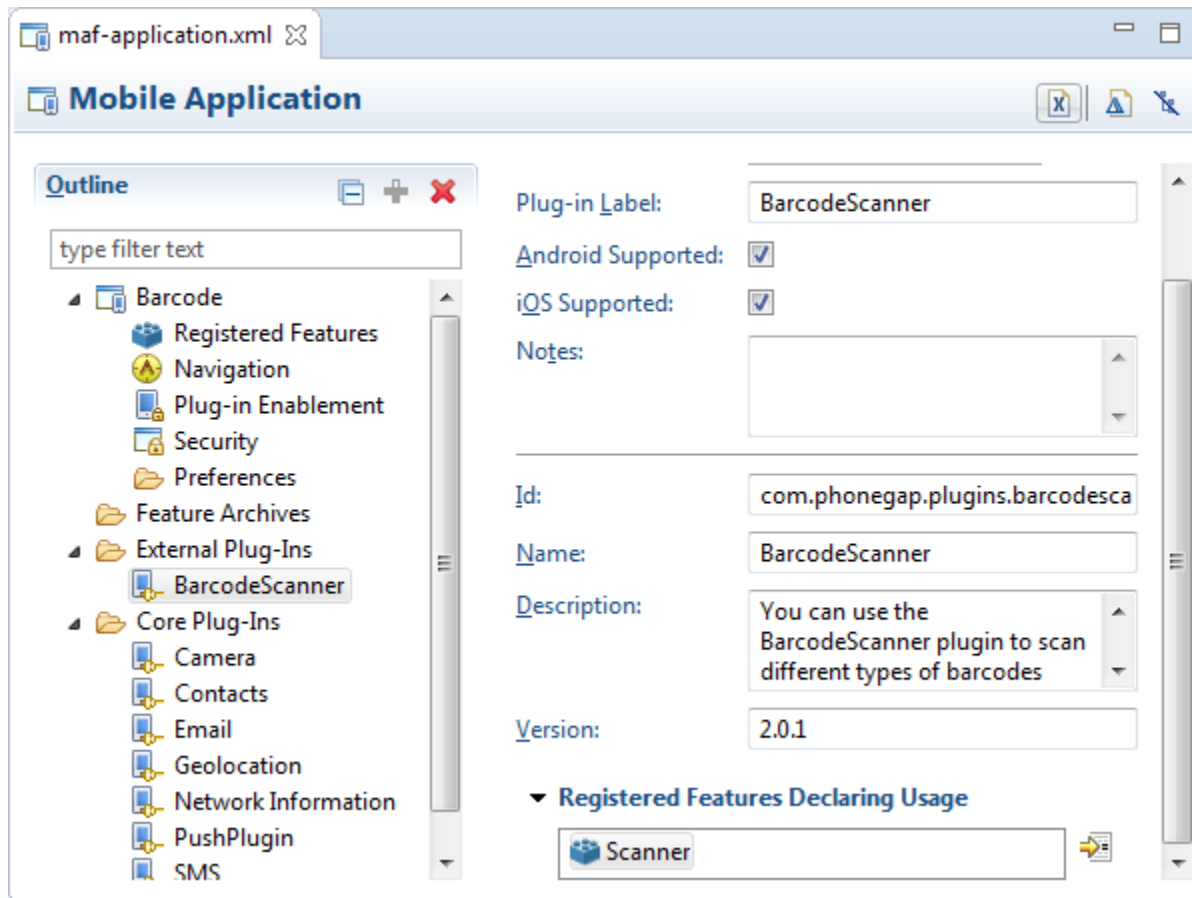 maf-application.xml
Mobile Application
Outline
type filter text
Barcode
Registered Features
Navigation
Plug-in Enablement
Security
Preferences
Feature Archives
External Plug-Ins
BarcodeScanner
Core Plug-Ins
Camera
Contacts
Email
Geolocation
Network Information
PushPlugin
SMS
Plug-in Label: BarcodeScanner
Android Supported:
iOS Supported:
Notes:
Id: com.phonegap.plugins.barcodesca
Name: BarcodeScanner
Description: You can use the
BarcodeScanner plugin to scan
different types of barcodes
Version: 2.0.1
Registered Features Declaring Usage
Scanner